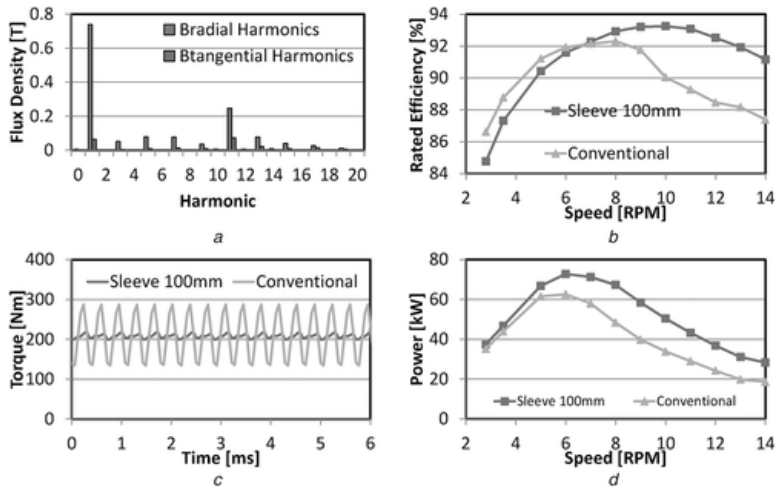 0.8
0.6
0.4
0.2
0
Flux Density [T]
Bradial Harmonics
Btangential Harmonics
0 2 4 6 8 10 12 14 16 18 20
Harmonic
a
96
94
92
90
88
86
84
Rated Efficiency [%]
Sleeve 100mm
Conventional
2 4 6 8 10 12 14
Speed [RPM]
b
400
300
200
100
0
Torque [Nm]
Sleeve 100mm Conventional
0 1 2 3 4 5 6
Time [ms]
c
80
60
40
20
0
Power [kW]
Sleeve 100mm Conventional
2 4 6 8 10 12 14
Speed [RPM]
d